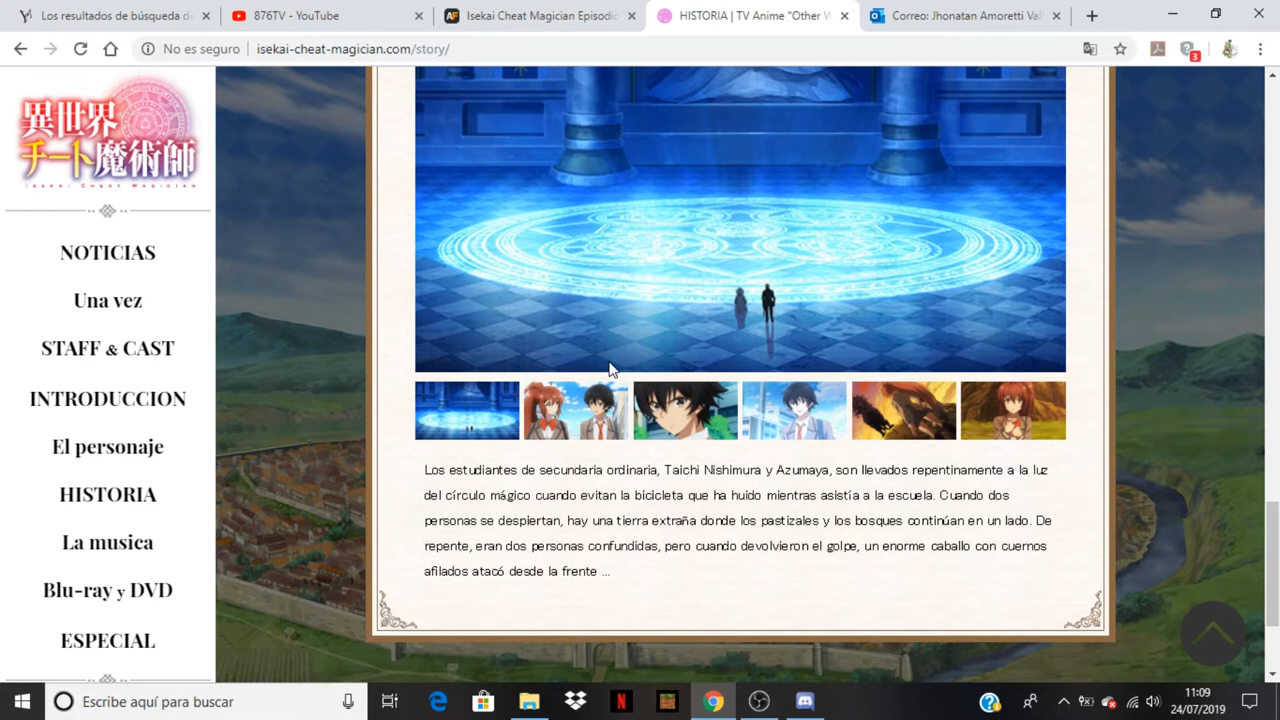 Los resultados de búsqueda d
876TV - YouTube
Isekai Cheat Magician Episodic
HISTORIA | TV Anime "Other W
Correo: Jhonatan Amoretti Val
No es seguro
isekai-cheat-magician.com/story/
3
異世界
チート魔術師
ISEKAI CHEAT MAGICIAN
NOTICIAS
Una vez
STAFF & CAST
INTRODUCCION
El personaje
HISTORIA
La musica
Blu-ray y DVD
ESPECIAL
Los estudiantes de secundaria ordinaria, Taichi Nishimura y Azumaya, son llevados repentinamente a la luz
del círculo mágico cuando evitan la bicicleta que ha huido mientras asistía a la escuela. Cuando dos
personas se despiertan, hay una tierra extraña donde los pastizales y los bosques continúan en un lado. De
repente, eran dos personas confundidas, pero cuando devolvieron el golpe, un enorme caballo con cuernos
afilados atacó desde la frente ...
Escribe aquí para buscar
11:09
24/07/2019